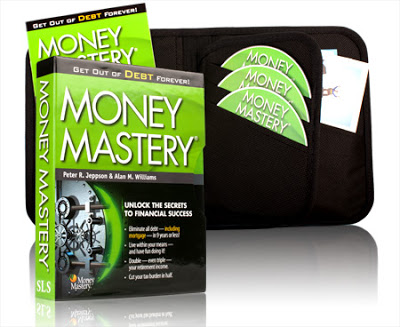 GET OUT OF DEBT FOREVER!
MONEY
MASTERY
GET OUT OF DEBT FOREVER!
MONEY
MASTERY®
Peter R. Jeppson & Alan M. Williams
UNLOCK THE SECRETS
TO FINANCIAL SUCCESS
• Eliminate all debt — including
mortgage — in 9 years or less!
• Live within your means —
and have fun doing it!
• Double — even triple — your
retirement income.
• Cut your tax burden in half.
Money
Mastery
MONEY MASTERY
SLS
MONEY
MONEY
MONEY
MASTERY